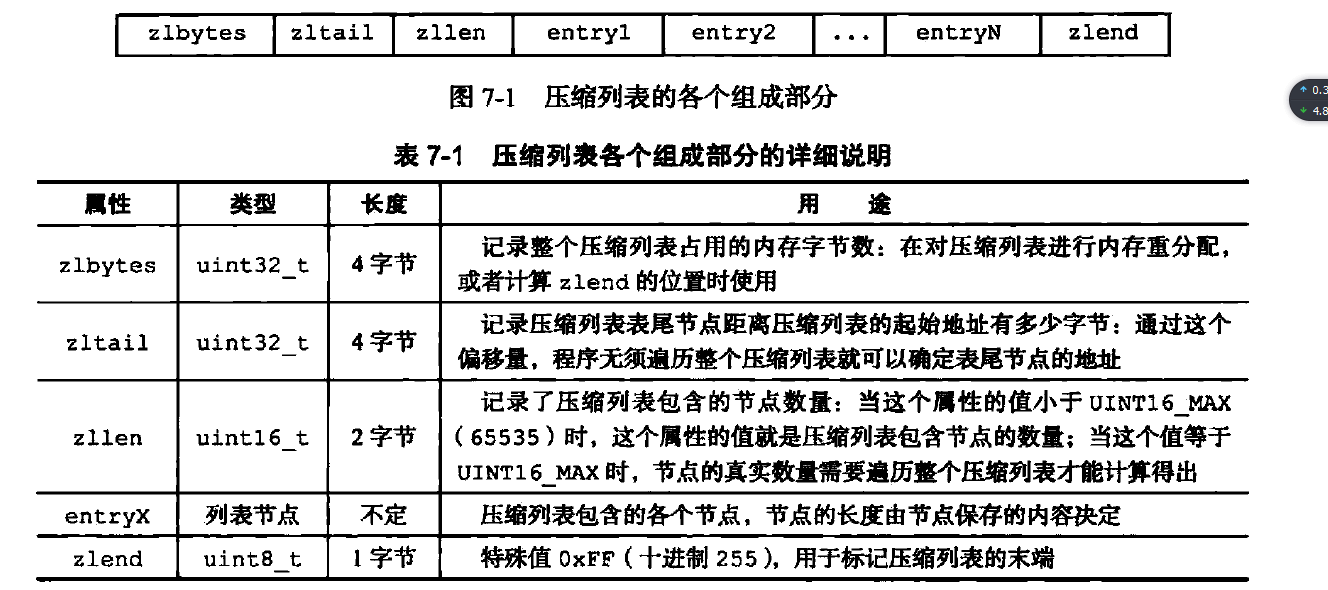 zlbytes zltail zllen entry1 entry2 ... entryN zlend
图 7-1 压缩列表的各个组成部分
表 7-1 压缩列表各个组成部分的详细说明
属性 类型 长度 用 途
zlbytes uint32_t 4 字节 记录整个压缩列表占用的内存字节数：在对压缩列表进行内存重分配，
或者计算 zlend 的位置时使用
zltail uint32_t 4 字节 记录压缩列表表尾节点距离压缩列表的起始地址有多少字节：通过这个
偏移量，程序无须遍历整个压缩列表就可以确定表尾节点的地址
zllen uint16_t 2 字节 记录了压缩列表包含的节点数量：当这个属性的值小于 UINT16_MAX
（65535）时，这个属性的值就是压缩列表包含节点的数量；当这个值等于
UINT16_MAX 时，节点的真实数量需要遍历整个压缩列表才能计算得出
entryX 列表节点 不定 压缩列表包含的各个节点，节点的长度由节点保存的内容决定
zlend uint8_t 1 字节 特殊值 0xFF（十进制 255），用于标记压缩列表的末端
↑ 0.3
↓ 4.8